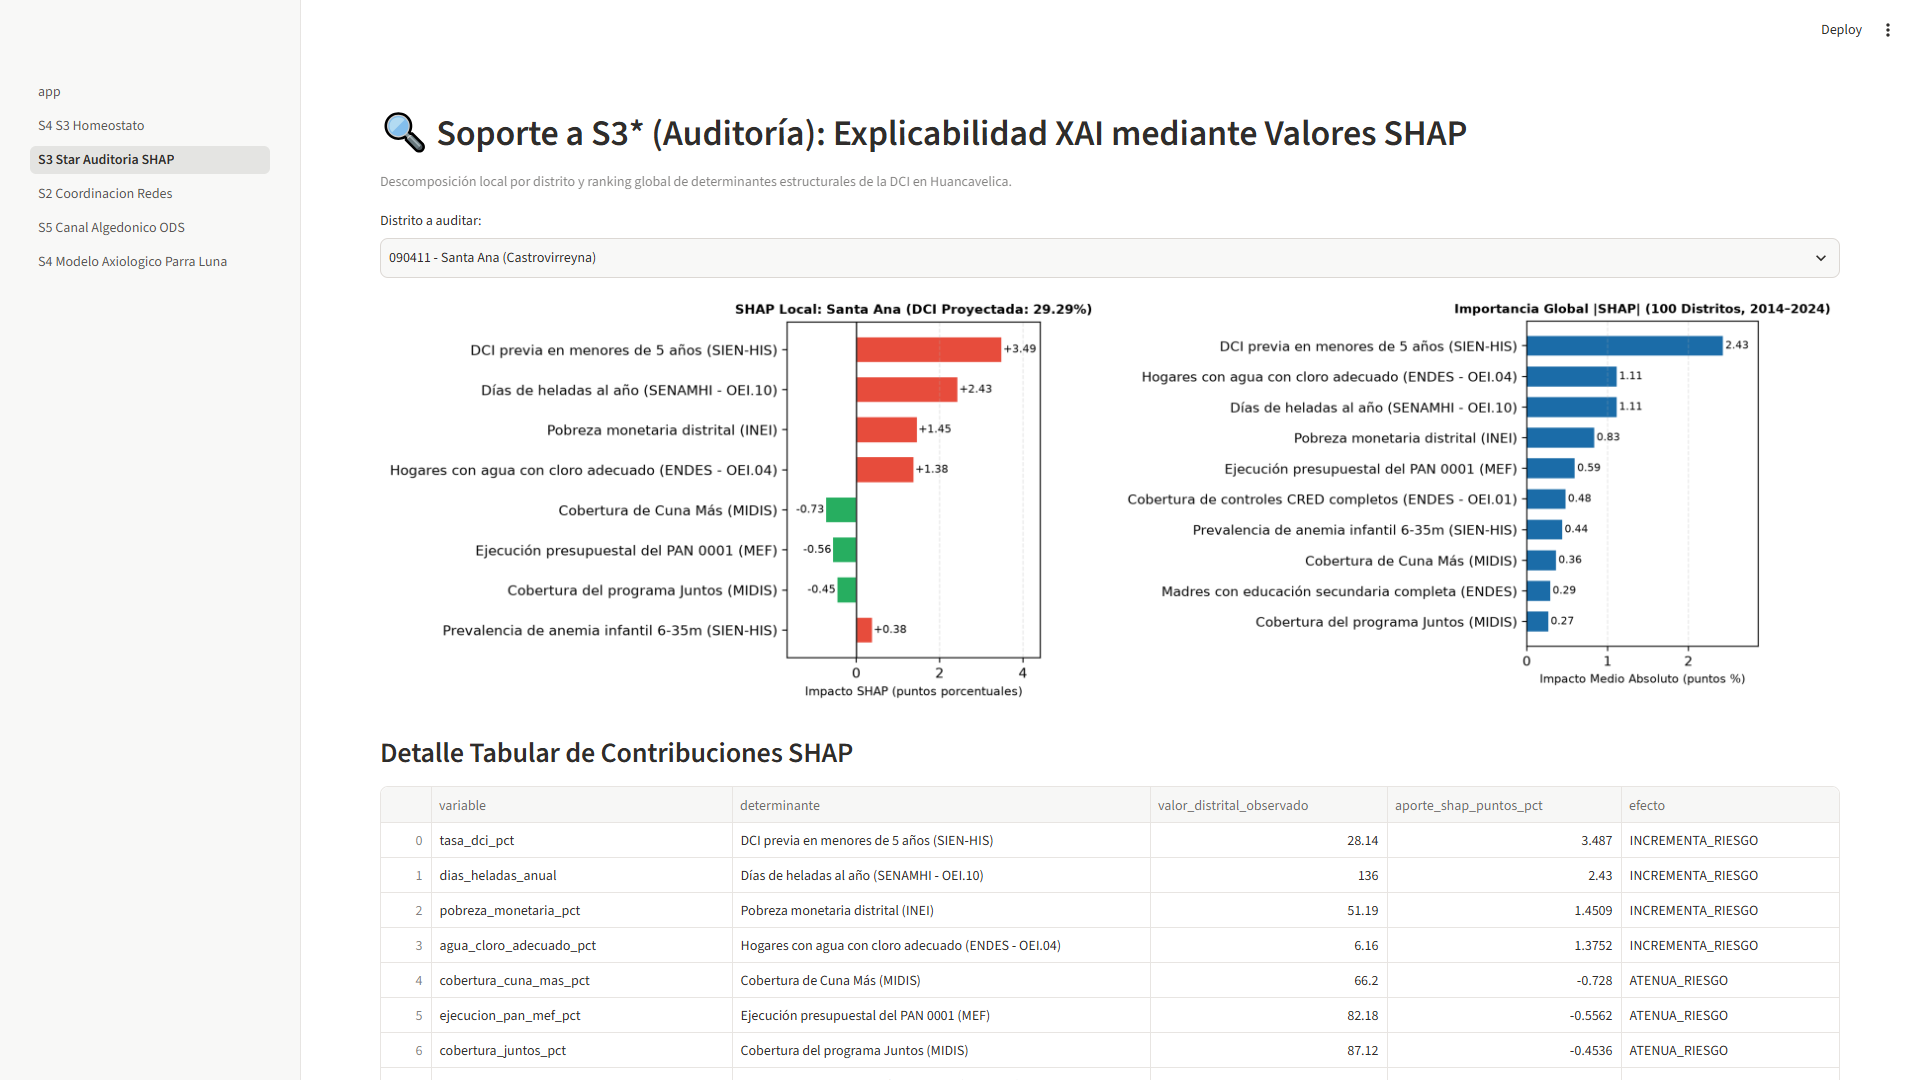 Deploy
app
S4 S3 Homeostato
S3 Star Auditoria SHAP
S2 Coordinacion Redes
S5 Canal Algedonico ODS
S4 Modelo Axiologico Parra Luna
Soporte a S3* (Auditoría): Explicabilidad XAI mediante Valores SHAP
Descomposición local por distrito y ranking global de determinantes estructurales de la DCI en Huancavelica.
Distrito a auditar:
090411 - Santa Ana (Castrovirreyna)
SHAP Local: Santa Ana (DCI Proyectada: 29.29%)
DCI previa en menores de 5 años (SIEN-HIS) +3.49
Días de heladas al año (SENAMHI - OEI.10) +2.43
Pobreza monetaria distrital (INEI) +1.45
Hogares con agua con cloro adecuado (ENDES - OEI.04) +1.38
Cobertura de Cuna Más (MIDIS) -0.73
Ejecución presupuestal del PAN 0001 (MEF) -0.56
Cobertura del programa Juntos (MIDIS) -0.45
Prevalencia de anemia infantil 6-35m (SIEN-HIS) +0.38
0 2 4
Impacto SHAP (puntos porcentuales)
Importancia Global |SHAP| (100 Distritos, 2014–2024)
DCI previa en menores de 5 años (SIEN-HIS) 2.43
Hogares con agua con cloro adecuado (ENDES - OEI.04) 1.11
Días de heladas al año (SENAMHI - OEI.10) 1.11
Pobreza monetaria distrital (INEI) 0.83
Ejecución presupuestal del PAN 0001 (MEF) 0.59
Cobertura de controles CRED completos (ENDES - OEI.01) 0.48
Prevalencia de anemia infantil 6-35m (SIEN-HIS) 0.44
Cobertura de Cuna Más (MIDIS) 0.36
Madres con educación secundaria completa (ENDES) 0.29
Cobertura del programa Juntos (MIDIS) 0.27
0 1 2
Impacto Medio Absoluto (puntos %)
Detalle Tabular de Contribuciones SHAP
variable determinante valor_distrital_observado aporte_shap_puntos_pct efecto
0 tasa_dci_pct DCI previa en menores de 5 años (SIEN-HIS) 28.14 3.487 INCREMENTA_RIESGO
1 dias_heladas_anual Días de heladas al año (SENAMHI - OEI.10) 136 2.43 INCREMENTA_RIESGO
2 pobreza_monetaria_pct Pobreza monetaria distrital (INEI) 51.19 1.4509 INCREMENTA_RIESGO
3 agua_cloro_adecuado_pct Hogares con agua con cloro adecuado (ENDES - OEI.04) 6.16 1.3752 INCREMENTA_RIESGO
4 cobertura_cuna_mas_pct Cobertura de Cuna Más (MIDIS) 66.2 -0.728 ATENUA_RIESGO
5 ejecucion_pan_mef_pct Ejecución presupuestal del PAN 0001 (MEF) 82.18 -0.5562 ATENUA_RIESGO
6 cobertura_juntos_pct Cobertura del programa Juntos (MIDIS) 87.12 -0.4536 ATENUA_RIESGO